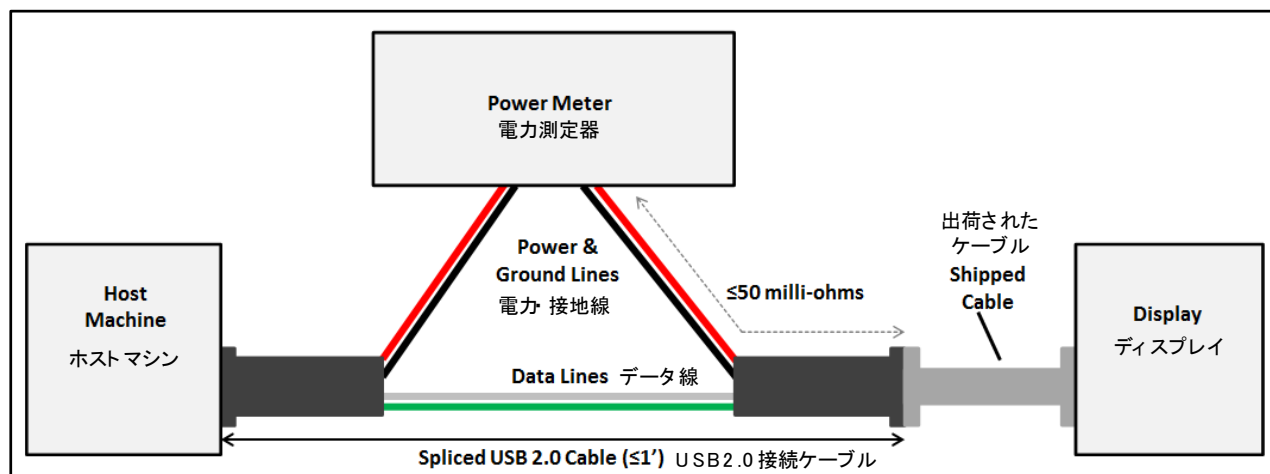 Power Meter
電力測定器
出荷された
ケーブル
Shipped
Cable
Power &
Ground Lines
電力・接地線
≤50 milli-ohms
Host
Machine
ホストマシン
Display
ディスプレイ
Data Lines データ線
Spliced USB 2.0 Cable (≤1') USB2.0 接続ケーブル